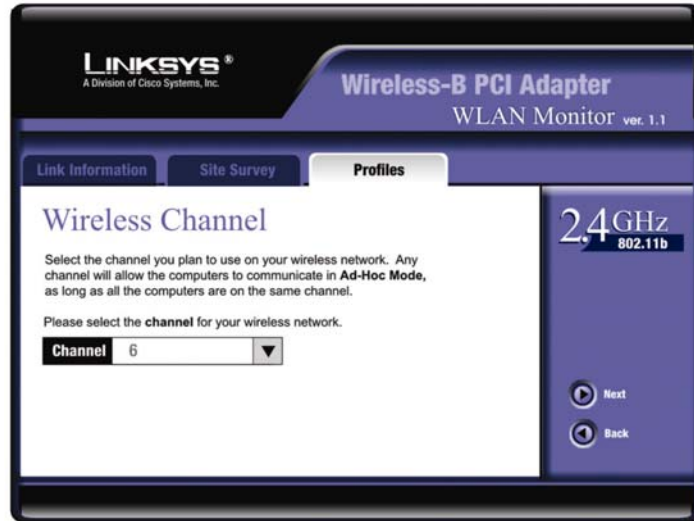 LINKSYS®
A Division of Cisco Systems, Inc.
Wireless-B PCI Adapter
WLAN Monitor ver. 1.1
Link Information
Site Survey
Profiles
Wireless Channel
Select the channel you plan to use on your wireless network. Any
channel will allow the computers to communicate in Ad-Hoc Mode,
as long as all the computers are on the same channel.
Please select the channel for your wireless network.
Channel 6
2.4GHz
802.11b
Next
Back